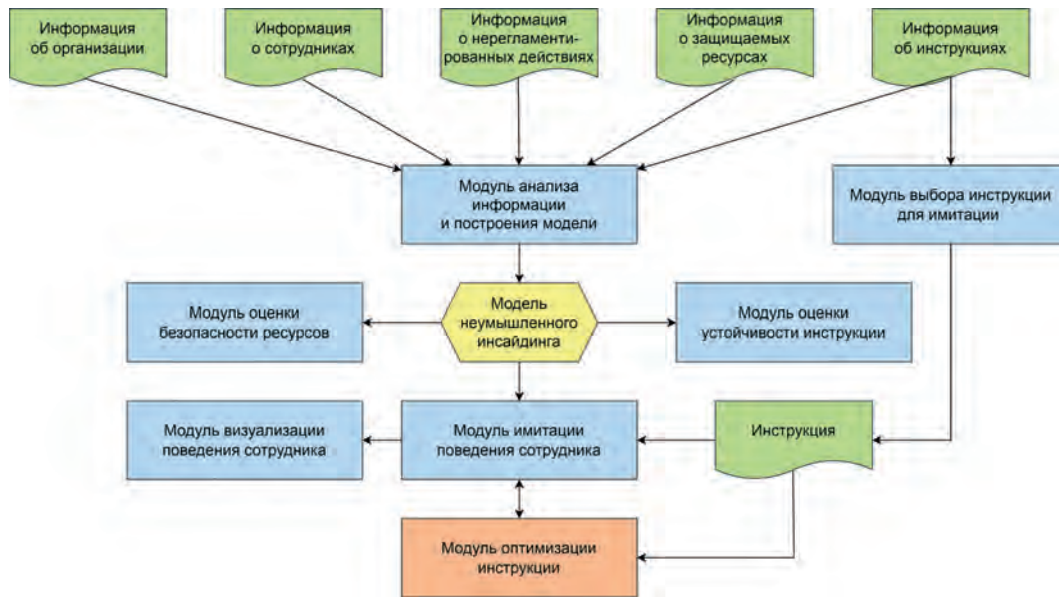 Информация
об организации
Информация
о сотрудниках
Информация
о нерегламенти-
рованных действиях
Информация
о защищаемых
ресурсах
Информация
об инструкциях
Модуль анализа
информации
и построения модели
Модуль выбора инструкции
для имитации
Модуль оценки
безопасности ресурсов
Модель
неумышленного
инсайдинга
Модуль оценки
устойчивости инструкции
Модуль визуализации
поведения сотрудника
Модуль имитации
поведения сотрудника
Инструкция
Модуль оптимизации
инструкции